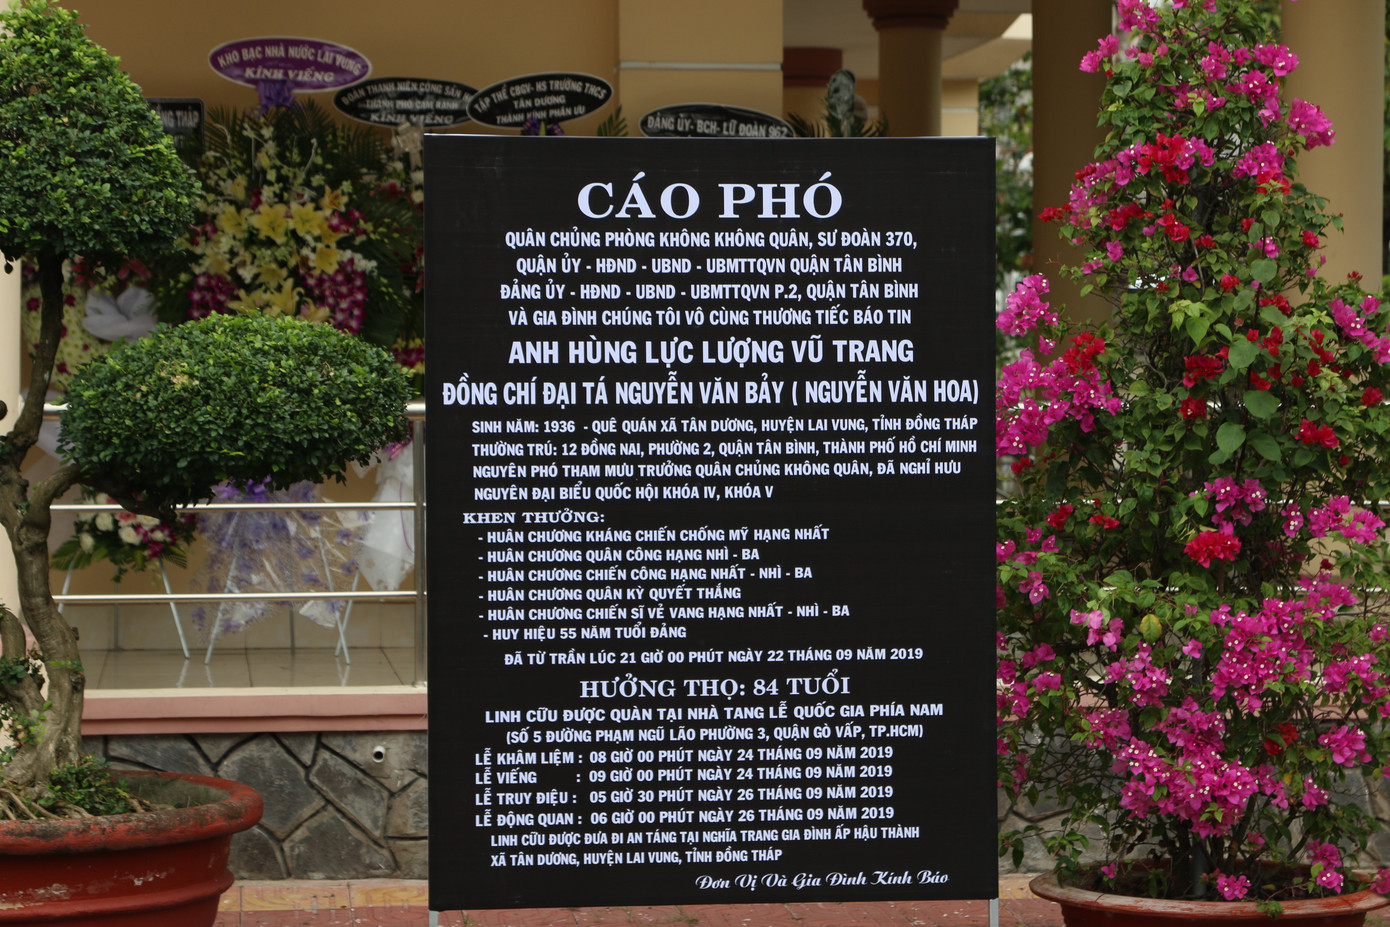 KHO BẠC NHÀ NƯỚC LAI VUNG
KÍNH VIẾNG
ĐOÀN THANH NIÊN CỘNG SẢN
THÀNH PHỐ CAM RANH
KÍNH VIẾNG
TẬP THỂ CBGV- HS TRƯỜNG THCS
TÂN DƯƠNG
THÀNH KÍNH PHÂN ƯU
ĐẢNG ỦY- BCH- LỮ ĐOÀN 962
THÁP
CÁO PHÓ
QUÂN CHỦNG PHÒNG KHÔNG KHÔNG QUÂN, SƯ ĐOÀN 370,
QUẬN ỦY - HĐND - UBND - UBMTTQVN QUẬN TÂN BÌNH
ĐẢNG ỦY - HĐND - UBND - UBMTTQVN P.2, QUẬN TÂN BÌNH
VÀ GIA ĐÌNH CHÚNG TÔI VÔ CÙNG THƯƠNG TIẾC BÁO TIN
ANH HÙNG LỰC LƯỢNG VŨ TRANG
ĐỒNG CHÍ ĐẠI TÁ NGUYỄN VĂN BẢY ( NGUYỄN VĂN HOA)
SINH NĂM: 1936 - QUÊ QUÁN XÃ TÂN DƯƠNG, HUYỆN LAI VUNG, TỈNH ĐỒNG THÁP
THƯỜNG TRÚ: 12 ĐỒNG NAI, PHƯỜNG 2, QUẬN TÂN BÌNH, THÀNH PHỐ HỒ CHÍ MINH
NGUYÊN PHÓ THAM MƯU TRƯỞNG QUÂN CHỦNG KHÔNG QUÂN, ĐÃ NGHỈ HƯU
NGUYÊN ĐẠI BIỂU QUỐC HỘI KHÓA IV, KHÓA V
KHEN THƯỞNG:
- HUÂN CHƯƠNG KHÁNG CHIẾN CHỐNG MỸ HẠNG NHẤT
- HUÂN CHƯƠNG QUÂN CÔNG HẠNG NHÌ - BA
- HUÂN CHƯƠNG CHIẾN CÔNG HẠNG NHẤT - NHÌ - BA
- HUÂN CHƯƠNG QUÂN KỲ QUYẾT THẮNG
- HUÂN CHƯƠNG CHIẾN SĨ VẺ VANG HẠNG NHẤT - NHÌ - BA
- HUY HIỆU 55 NĂM TUỔI ĐẢNG
ĐÃ TỪ TRẦN LÚC 21 GIỜ 00 PHÚT NGÀY 22 THÁNG 09 NĂM 2019
HƯỞNG THỌ: 84 TUỔI
LINH CỮU ĐƯỢC QUÀN TẠI NHÀ TANG LỄ QUỐC GIA PHÍA NAM
(SỐ 5 ĐƯỜNG PHẠM NGŨ LÃO PHƯỜNG 3, QUẬN GÒ VẤP, TP.HCM)
LỄ KHÂM LIỆM : 08 GIỜ 00 PHÚT NGÀY 24 THÁNG 09 NĂM 2019
LỄ VIẾNG : 09 GIỜ 00 PHÚT NGÀY 24 THÁNG 09 NĂM 2019
LỄ TRUY ĐIỆU : 05 GIỜ 30 PHÚT NGÀY 26 THÁNG 09 NĂM 2019
LỄ ĐỘNG QUAN : 06 GIỜ 00 PHÚT NGÀY 26 THÁNG 09 NĂM 2019
LINH CỮU ĐƯỢC ĐƯA ĐI AN TÁNG TẠI NGHĨA TRANG GIA ĐÌNH ẤP HẬU THÀNH
XÃ TÂN DƯƠNG, HUYỆN LAI VUNG, TỈNH ĐỒNG THÁP
Đơn Vị Và Gia Đình Kính Báo